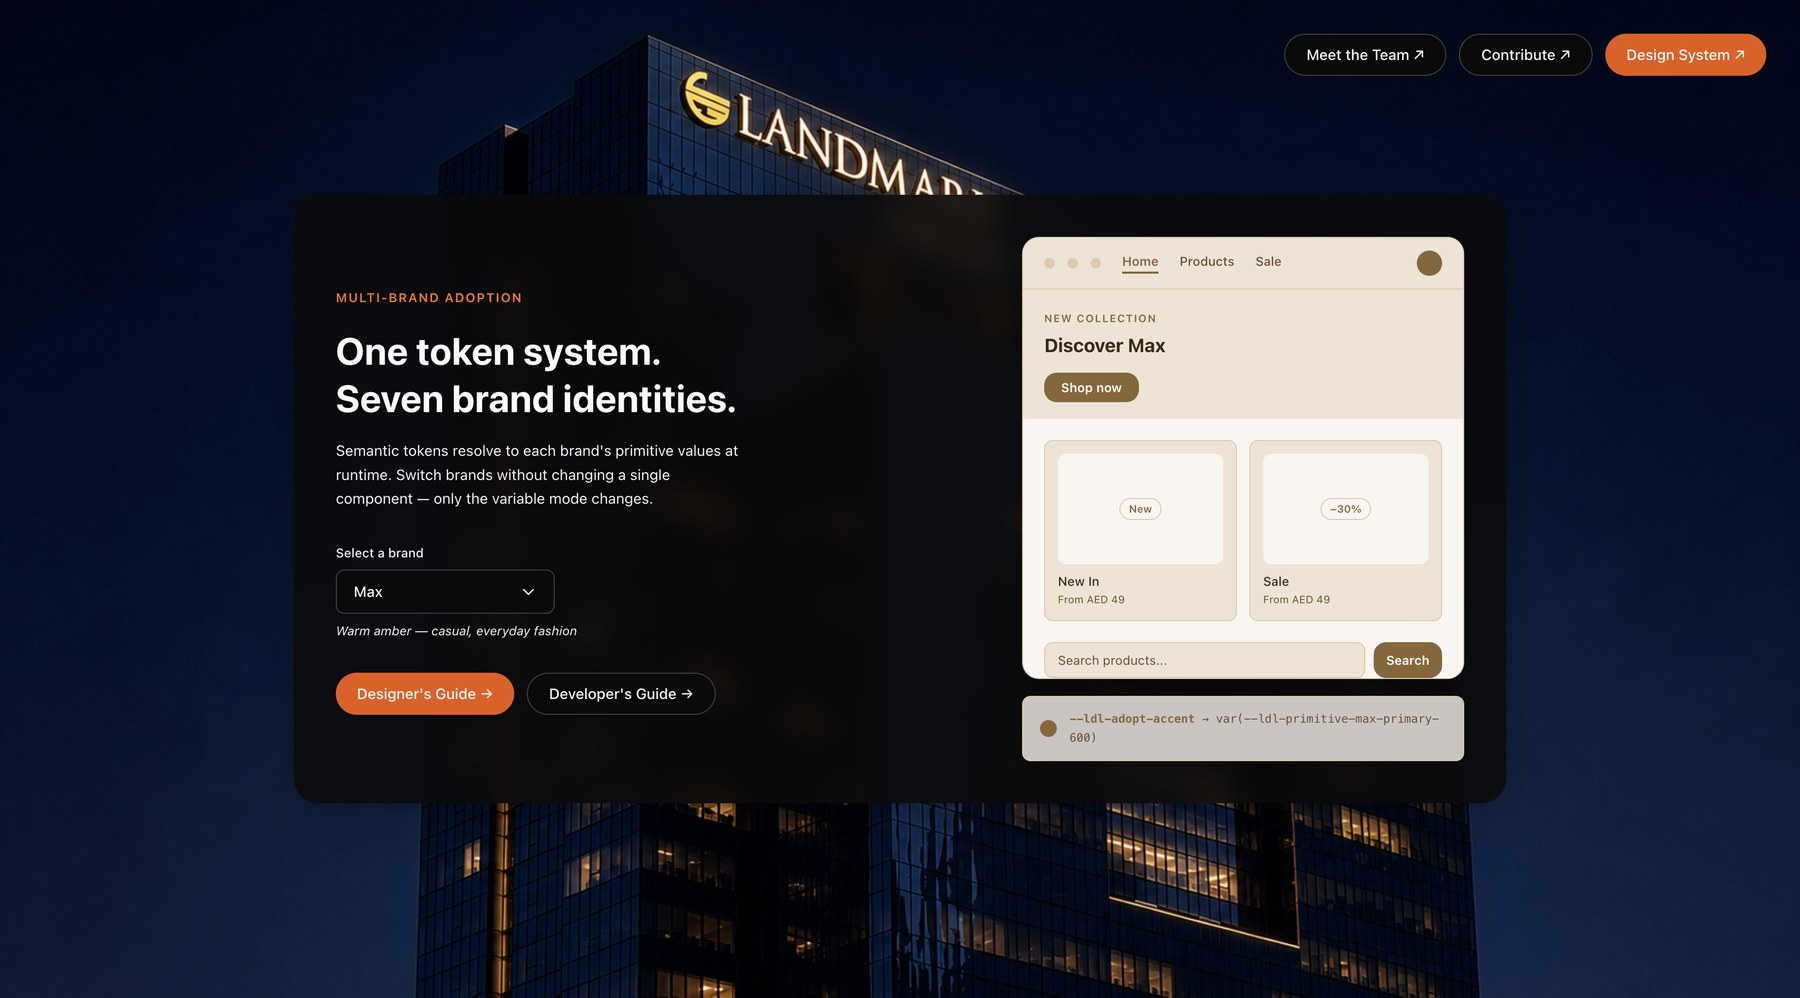 Meet the Team ↗
Contribute ↗
Design System ↗
MULTI-BRAND ADOPTION
One token system.
Seven brand identities.
Semantic tokens resolve to each brand's primitive values at
runtime. Switch brands without changing a single
component — only the variable mode changes.
Select a brand
Max
Warm amber — casual, everyday fashion
Designer's Guide →
Developer's Guide →
Home
Products
Sale
NEW COLLECTION
Discover Max
Shop now
New
−30%
New In
From AED 49
Sale
From AED 49
Search products...
Search
--ldl-adopt-accent → var(--ldl-primitive-max-primary-
600)